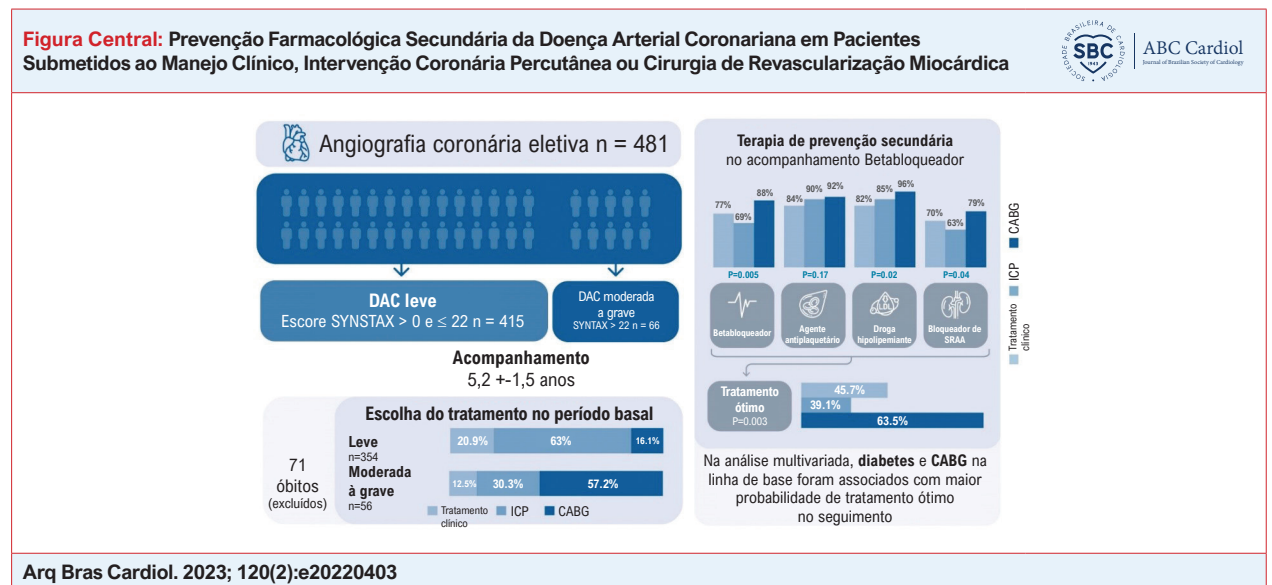 Figura Central: Prevenção Farmacológica Secundária da Doença Arterial Coronariana em Pacientes
Submetidos ao Manejo Clínico, Intervenção Coronária Percutânea ou Cirurgia de Revascularização Miocárdica
SOCIEDADE BRASILEIRA DE CARDIOLOGIA
SBC
1943
ABC Cardiol
Journal of Brazilian Society of Cardiology
Angiografia coronária eletiva n = 481
DAC leve
Escore SYNSTAX > 0 e ≤ 22 n = 415
DAC moderada
a grave
SYNTAX > 22 n = 66
Acompanhamento
5,2 +-1,5 anos
71
óbitos
(excluídos)
Escolha do tratamento no período basal
Leve
n=354
20.9% 63% 16.1%
Moderada
à grave
n=56
12.5% 30.3% 57.2%
Tratamento
clínico
ICP
CABG
Terapia de prevenção secundária
no acompanhamento Betabloqueador
77% 69% 88%
84% 90% 92%
82% 85% 96%
70% 63% 79%
P=0.005 P=0.17 P=0.02 P=0.04
Betabloqueador
Agente
antiplaquetário
LDL
Droga
hipolipemiante
Bloqueador de
SRAA
Tratamento
ótimo
P=0.003
45.7%
39.1%
63.5%
Tratamento
clínico
ICP
CABG
Na análise multivariada, diabetes e CABG na
linha de base foram associados com maior
probabilidade de tratamento ótimo
no seguimento
Arq Bras Cardiol. 2023; 120(2):e20220403